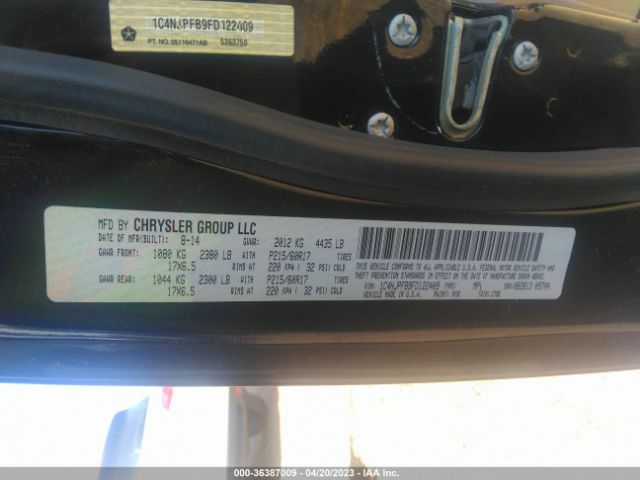 1C4NJPFB9FD122409
PT. NO. 05116471AB 5363750
MFD BY CHRYSLER GROUP LLC
DATE OF MFR(BUILT): 8-14 GVWR: 2012 KG 4435 LB
GAWR FRONT: 1080 KG 2380 LB P215/60R17 TIRES
17X6.5 RIMS AT 220 KPA ( 32 PSI) COLD
GAWR REAR: 1044 KG 2300 LB P215/60R17 TIRES
17X6.5 RIMS AT 220 KPA ( 32 PSI) COLD
THIS VEHICLE CONFORMS TO ALL APPLICABLE U.S.A. FEDERAL MOTOR VEHICLE SAFETY AND
THEFT PREVENTION STANDARDS IN EFFECT ON THE DATE OF MANUFACTURE SHOWN ABOVE.
VIN: 1C4NJPFB9FD122409 TYPE: MPV
VEHICLE MADE IN U.S.A. PAINT:
000-36387009 - 04/20/2023 - IAA Inc.